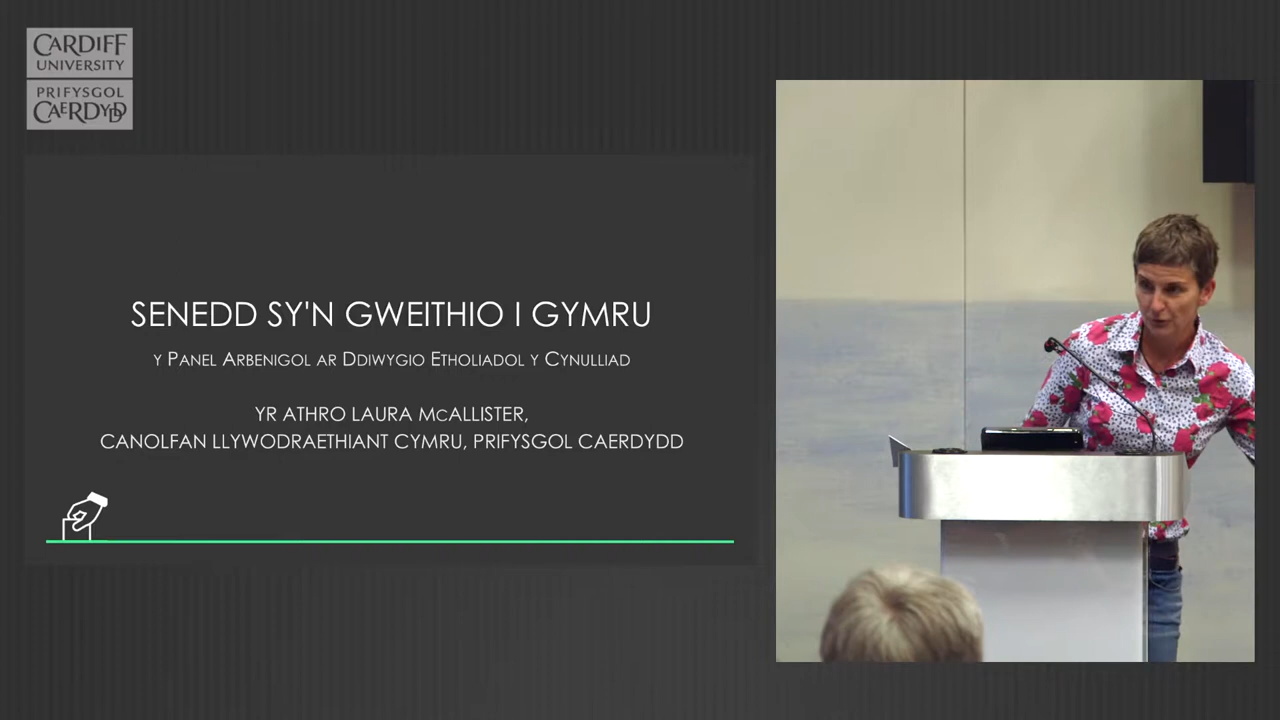 CARDIFF
UNIVERSITY
PRIFYSGOL
CAERDYDD
SENEDD SY'N GWEITHIO I GYMRU
Y PANEL ARBENIGOL AR DDIWYGIO ETHOLIADOL Y CYNULLIAD
YR ATHRO LAURA McALLISTER,
CANOLFAN LLYWODRAETHIANT CYMRU, PRIFYSGOL CAERDYDD